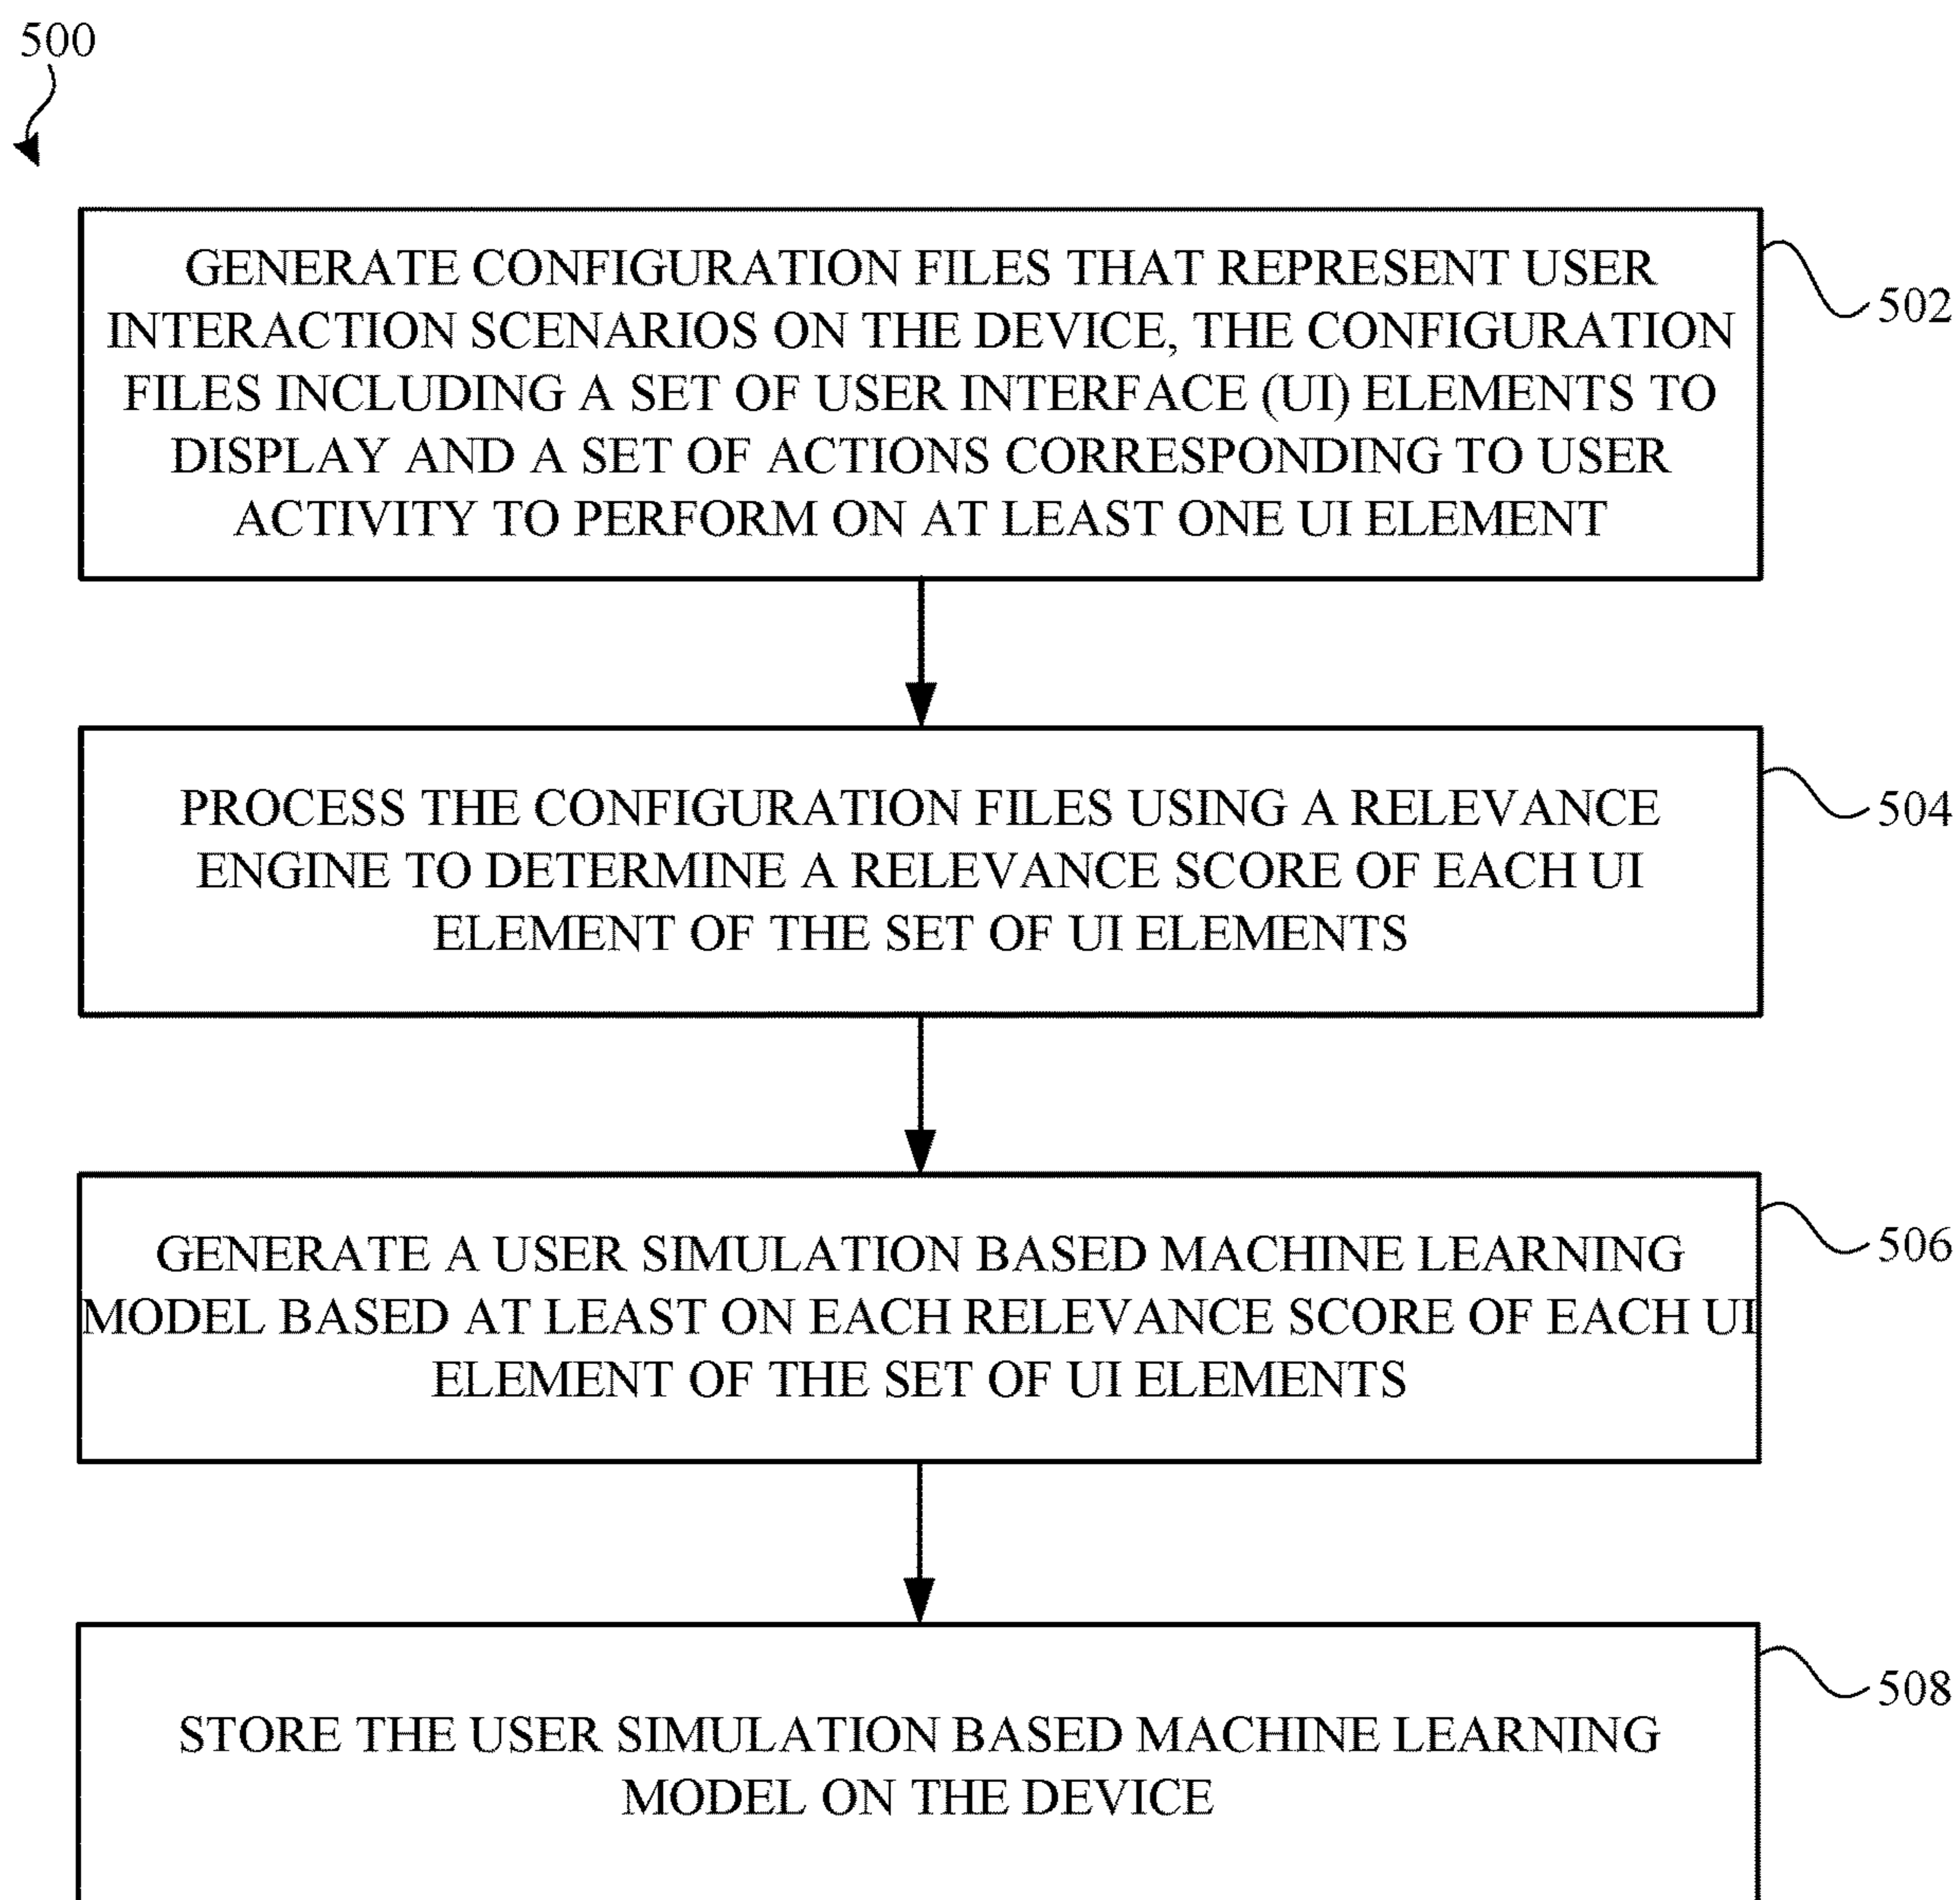 500
GENERATE CONFIGURATION FILES THAT REPRESENT USER
INTERACTION SCENARIOS ON THE DEVICE, THE CONFIGURATION
FILES INCLUDING A SET OF USER INTERFACE (UI) ELEMENTS TO
DISPLAY AND A SET OF ACTIONS CORRESPONDING TO USER
ACTIVITY TO PERFORM ON AT LEAST ONE UI ELEMENT
502
PROCESS THE CONFIGURATION FILES USING A RELEVANCE
ENGINE TO DETERMINE A RELEVANCE SCORE OF EACH UI
ELEMENT OF THE SET OF UI ELEMENTS
504
GENERATE A USER SIMULATION BASED MACHINE LEARNING
MODEL BASED AT LEAST ON EACH RELEVANCE SCORE OF EACH UI
ELEMENT OF THE SET OF UI ELEMENTS
506
STORE THE USER SIMULATION BASED MACHINE LEARNING
MODEL ON THE DEVICE
508